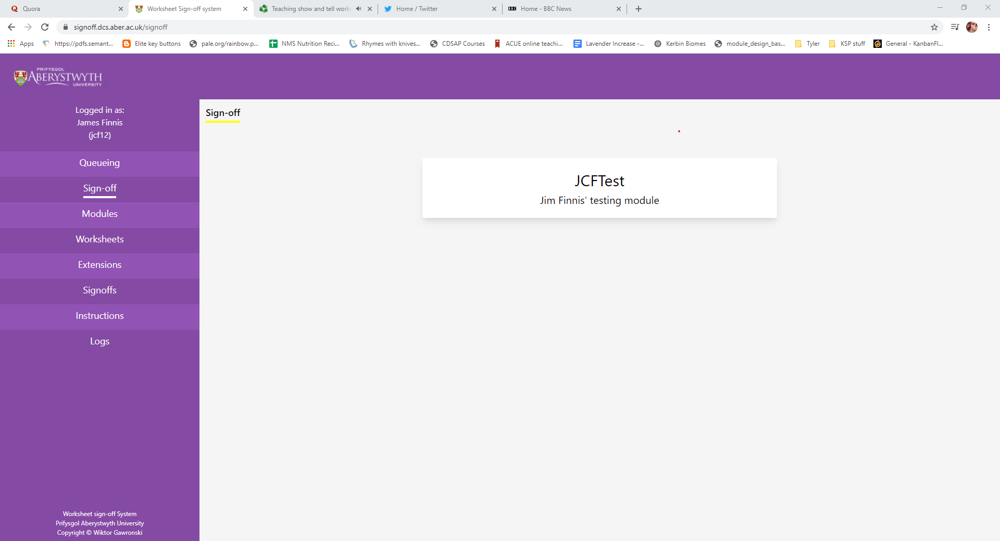 Quora
Worksheet Sign-off system
Teaching show and tell works
Home / Twitter
Home - BBC News
signoff.dcs.aber.ac.uk/signoff
Apps
https://pdfs.semant...
Elite key buttons
pale.org/rainbow.p...
NMS Nutrition Reci...
Rhymes with knives...
CDSAP Courses
ACUE online teachi...
Lavender Increase -...
Kerbin Biomes
module_design_bas...
Tyler
KSP stuff
General - KanbanFl...
PRIFYSGOL
ABERYSTWYTH
UNIVERSITY
Logged in as:
James Finnis
(jcf12)
Queueing
Sign-off
Modules
Worksheets
Extensions
Signoffs
Instructions
Logs
Sign-off
JCFTest
Jim Finnis' testing module
Worksheet sign-off System
Prifysgol Aberystwyth University
Copyright © Wiktor Gawronski